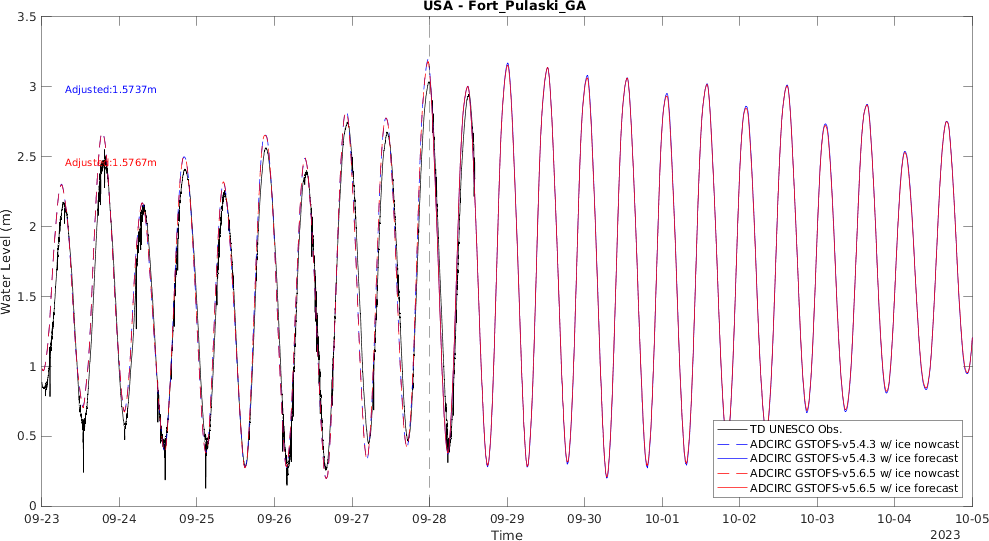 USA - Fort_Pulaski_GA
3.5
3
2.5
2
1.5
1
0.5
0
Water Level (m)
Adjusted:1.5737m
Adjusted:1.5767m
TD UNESCO Obs.
ADCIRC GSTOFS-v5.4.3 w/ ice nowcast
ADCIRC GSTOFS-v5.4.3 w/ ice forecast
ADCIRC GSTOFS-v5.6.5 w/ ice nowcast
ADCIRC GSTOFS-v5.6.5 w/ ice forecast
09-23 09-24 09-25 09-26 09-27 09-28 09-29 09-30 10-01 10-02 10-03 10-04 10-05
Time
2023